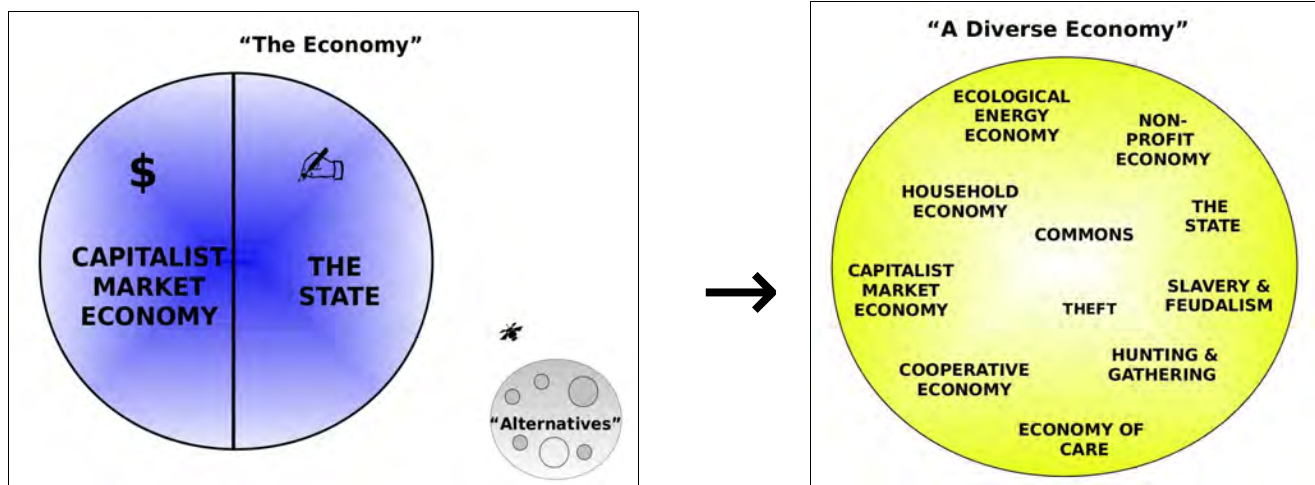 “The Economy”
$
CAPITALIST
MARKET
ECONOMY
THE
STATE
“Alternatives”
“A Diverse Economy”
ECOLOGICAL
ENERGY
ECONOMY
NON-
PROFIT
ECONOMY
HOUSEHOLD
ECONOMY
THE
STATE
COMMONS
CAPITALIST
MARKET
ECONOMY
SLAVERY &
FEUDALISM
THEFT
HUNTING &
GATHERING
COOPERATIVE
ECONOMY
ECONOMY OF
CARE